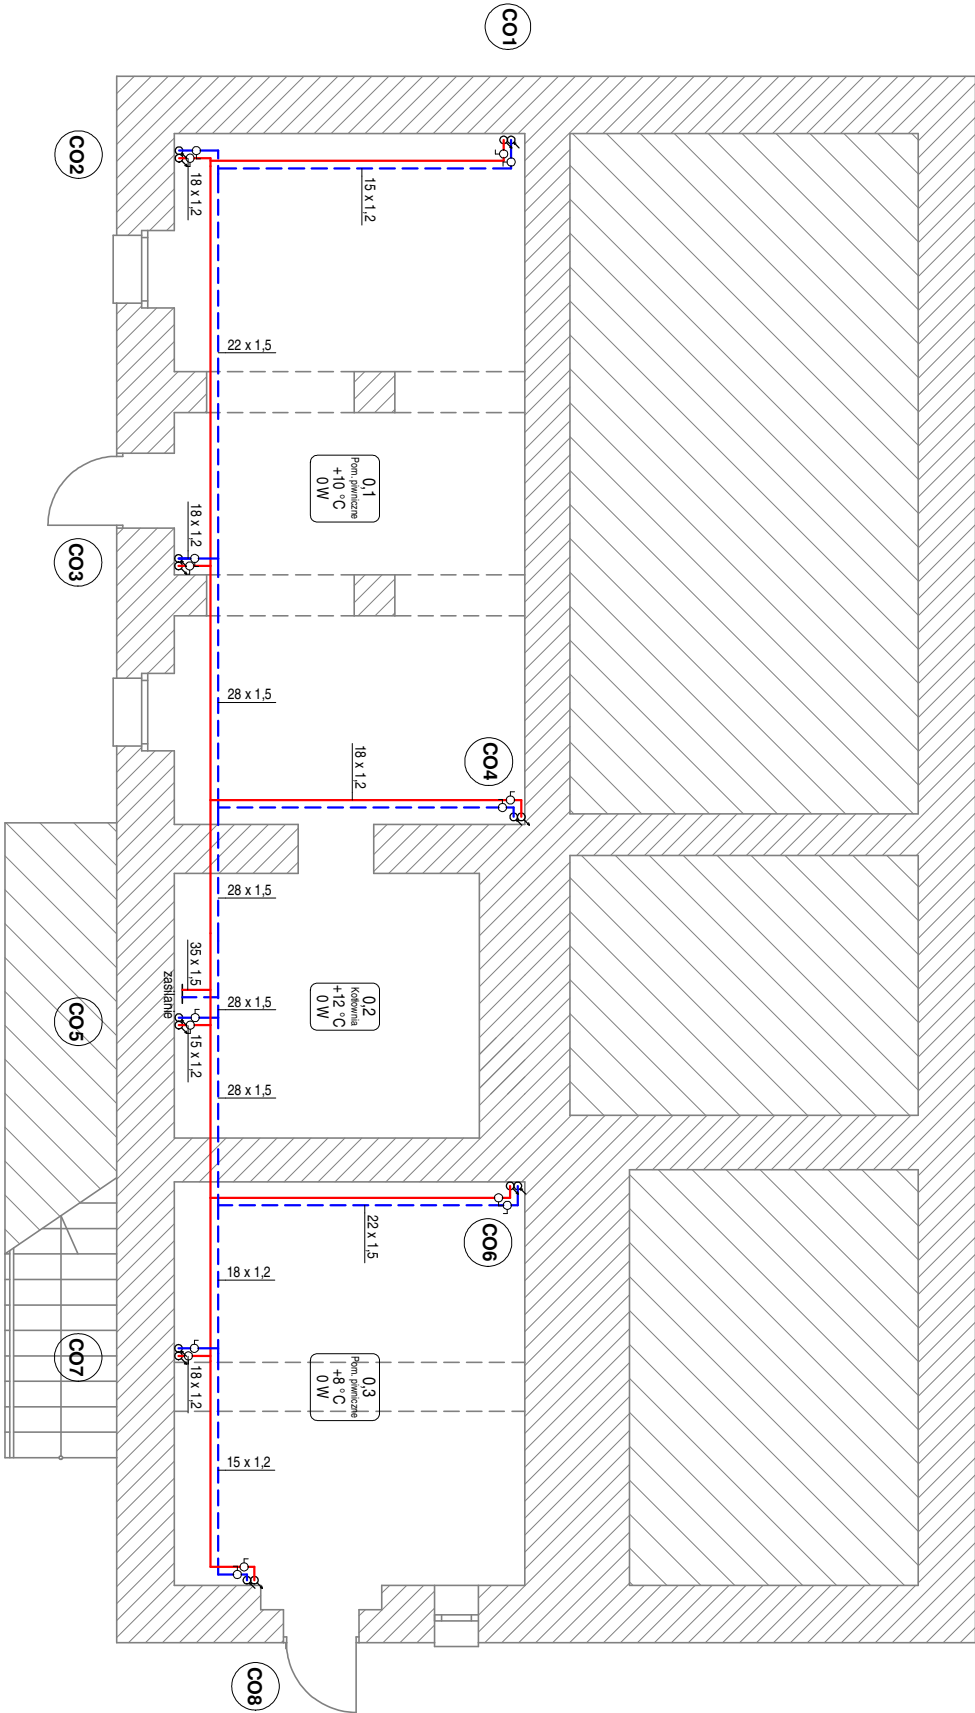 CO1
CO2
18 x 1,2
15 x 1,2
22 x 1,5
0,1
Pom. piwniczne
+10 °C
0 W
CO3
18 x 1,2
28 x 1,5
18 x 1,2
CO4
28 x 1,5
35 x 1,5
zasilanie
0,2
Kotłownia
+12 °C
0 W
28 x 1,5
CO5
15 x 1,2
28 x 1,5
22 x 1,5
CO6
18 x 1,2
CO7
18 x 1,2
0,3
Pom. piwniczne
+8 °C
0 W
15 x 1,2
CO8